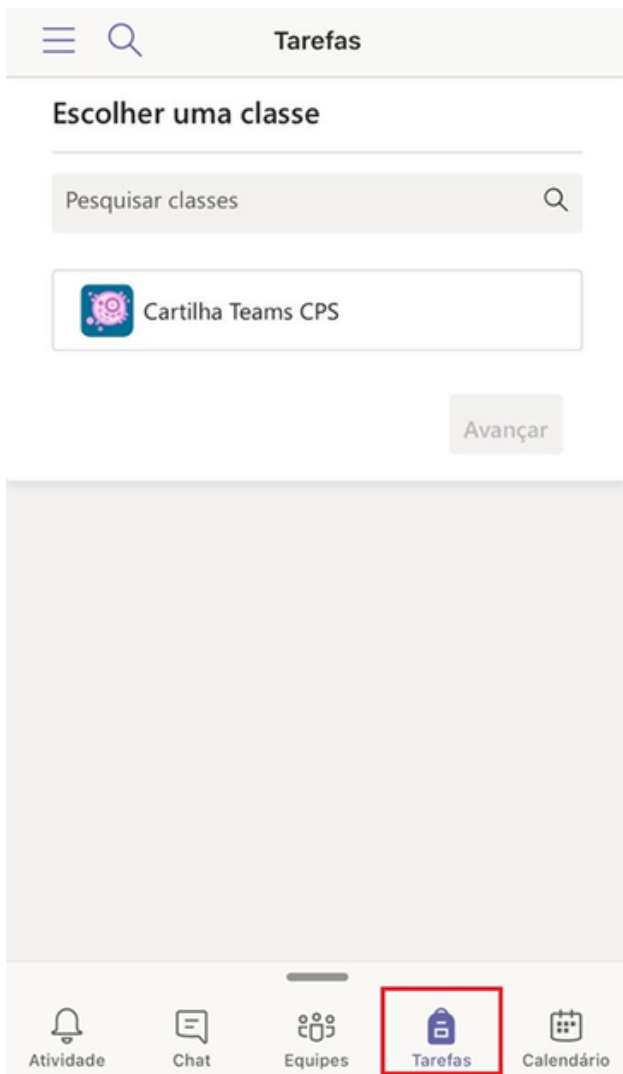 Tarefas
Escolher uma classe
Pesquisar classes
Cartilha Teams CPS
Avançar
Atividade Chat Equipes Tarefas Calendário